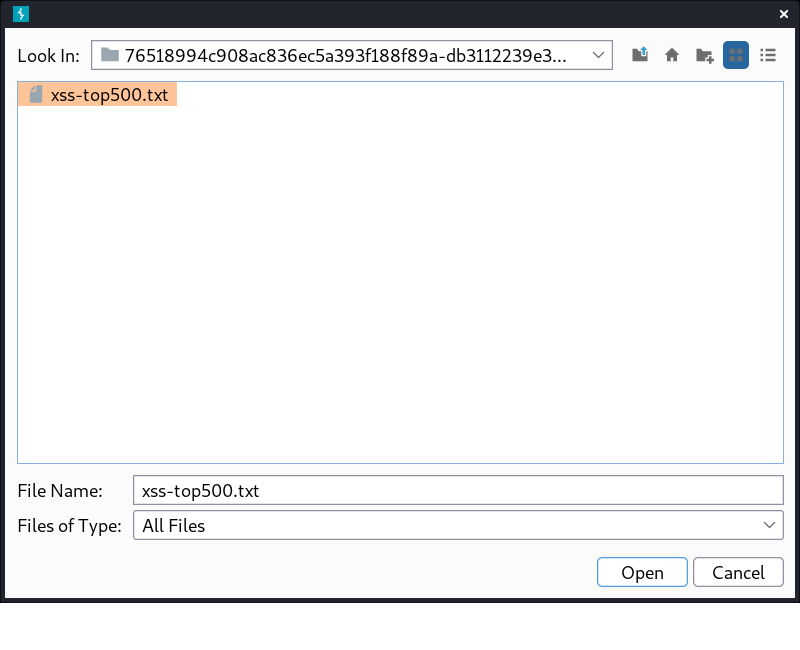 Look In: 76518994c908ac836ec5a393f188f89a-db3112239e3...
xss-top500.txt
File Name: xss-top500.txt
Files of Type: All Files
Open Cancel